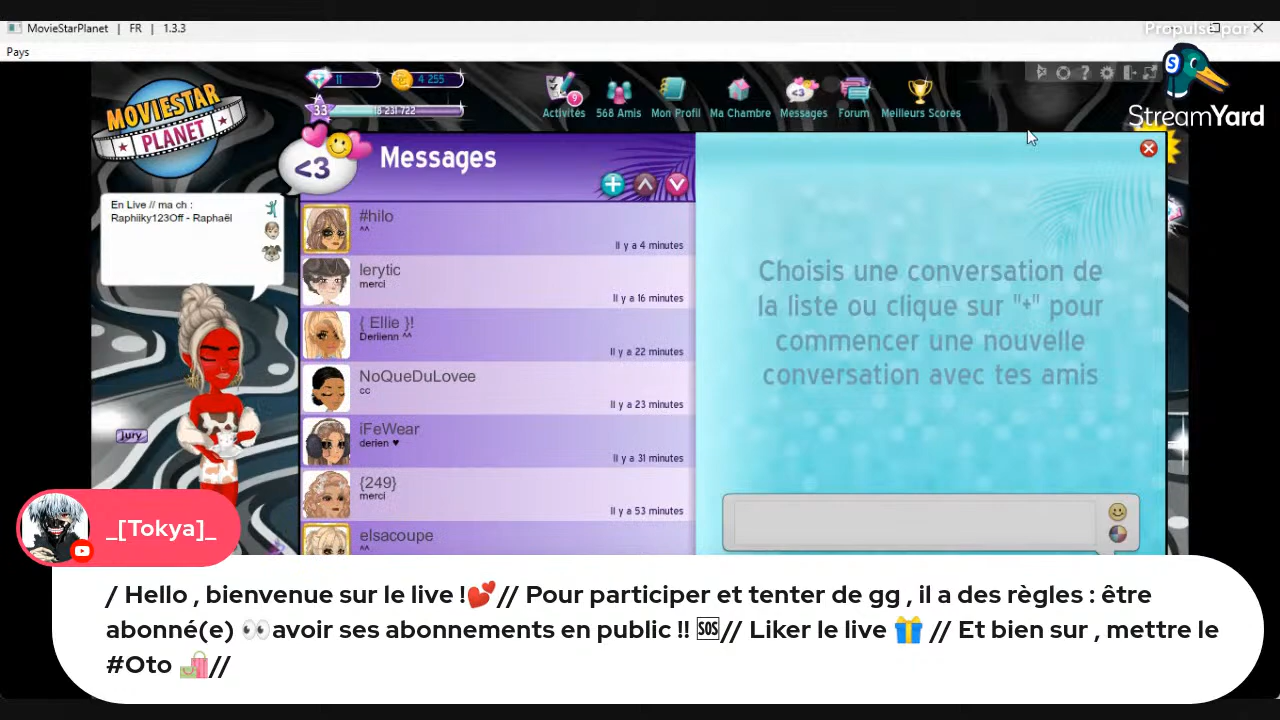 MovieStarPlanet | FR | 1.3.3
Propulsé par
Pays
StreamYard
MOVIESTAR
PLANET
11
4 255
33
18 231 722
9
<3
Activités
568 Amis
Mon Profil
Ma Chambre
Messages
Forum
Meilleurs Scores
<3
Messages
En Live // ma ch :
Raphiiky123Off - Raphaël
#hilo
^^
Il y a 4 minutes
lerytic
merci
Il y a 16 minutes
{ Ellie }!
Deriienn ^^
Il y a 22 minutes
NoQueDuLovee
cc
Il y a 23 minutes
iFeWear
derien ♥
Il y a 31 minutes
{249}
merci
Il y a 53 minutes
elsacoupe
^^
Choisis une conversation de
la liste ou clique sur "+" pour
commencer une nouvelle
conversation avec tes amis
Jury
_[Tokya]_
/ Hello , bienvenue sur le live !💕// Pour participer et tenter de gg , il a des règles : être
abonné(e) 👀avoir ses abonnements en public !! 🆘// Liker le live 🎁 // Et bien sur , mettre le
#Oto 🛍️//